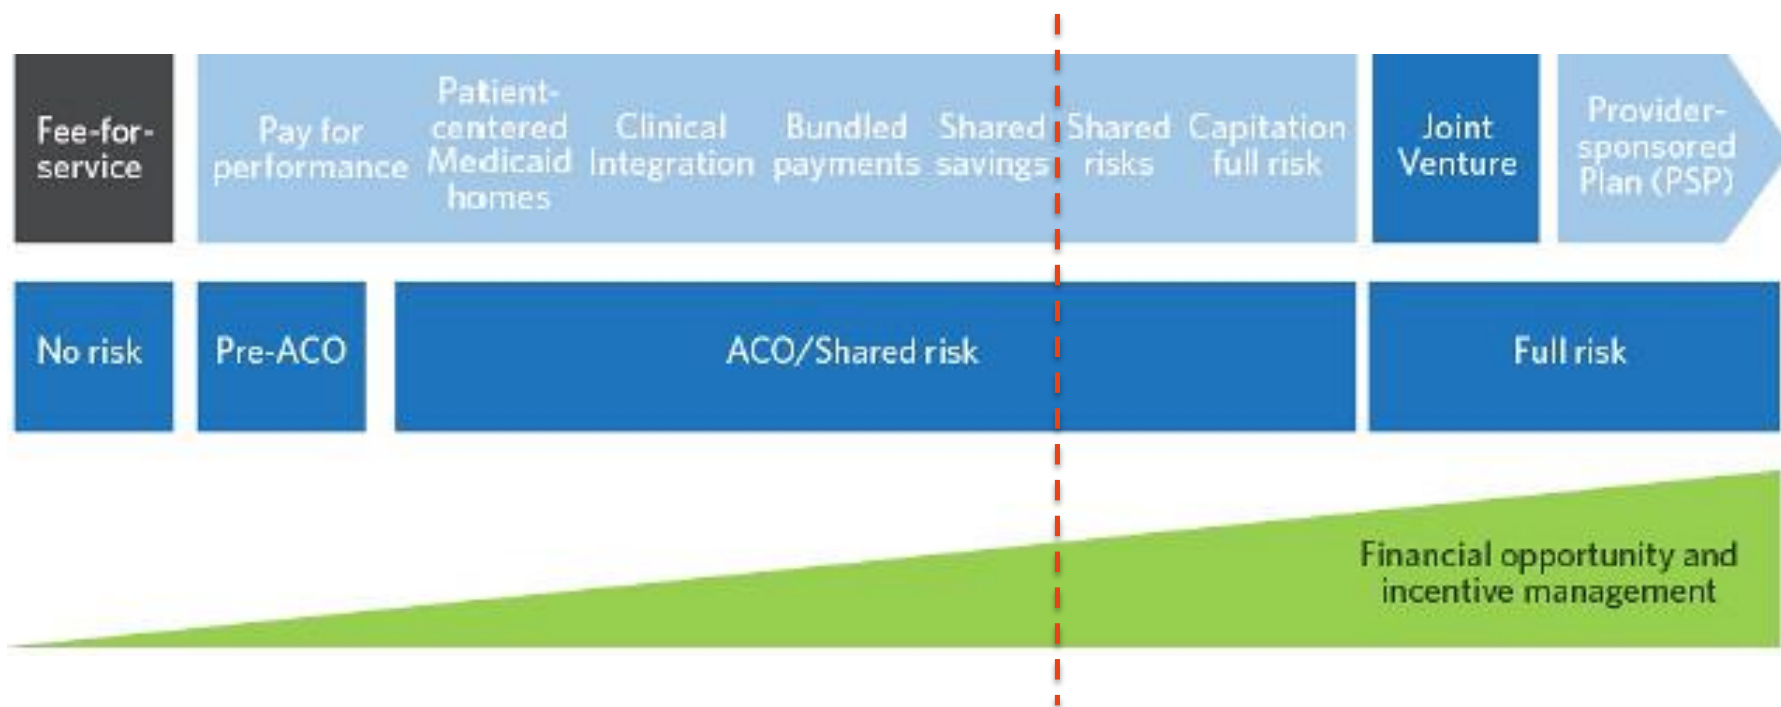 Fee-for-
service
Pay for
performance
Patient-
centered
Medicaid
homes
Clinical
Integration
Bundled
payments
Shared
savings
Shared
risks
Capitation
full risk
Joint
Venture
Provider-
sponsored
Plan (PSP)
No risk
Pre-ACO
ACO/Shared risk
Full risk
Financial opportunity and
incentive management